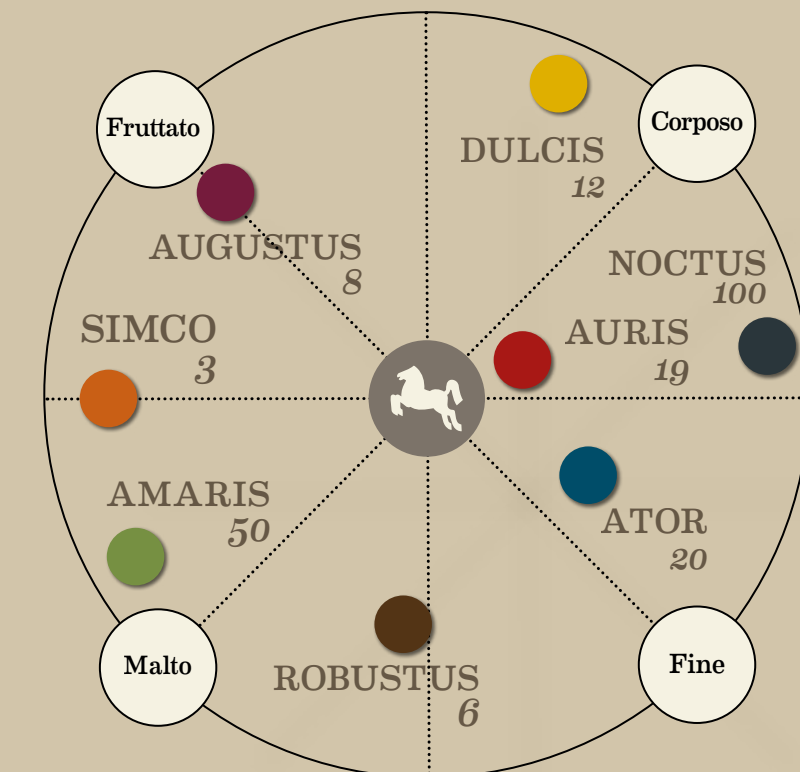 Fruttato
Corposo
DULCIS
12
AUGUSTUS
8
NOCTUS
100
SIMCO
3
AURIS
19
AMARIS
50
ATOR
20
ROBUSTUS
6
Malto
Fine